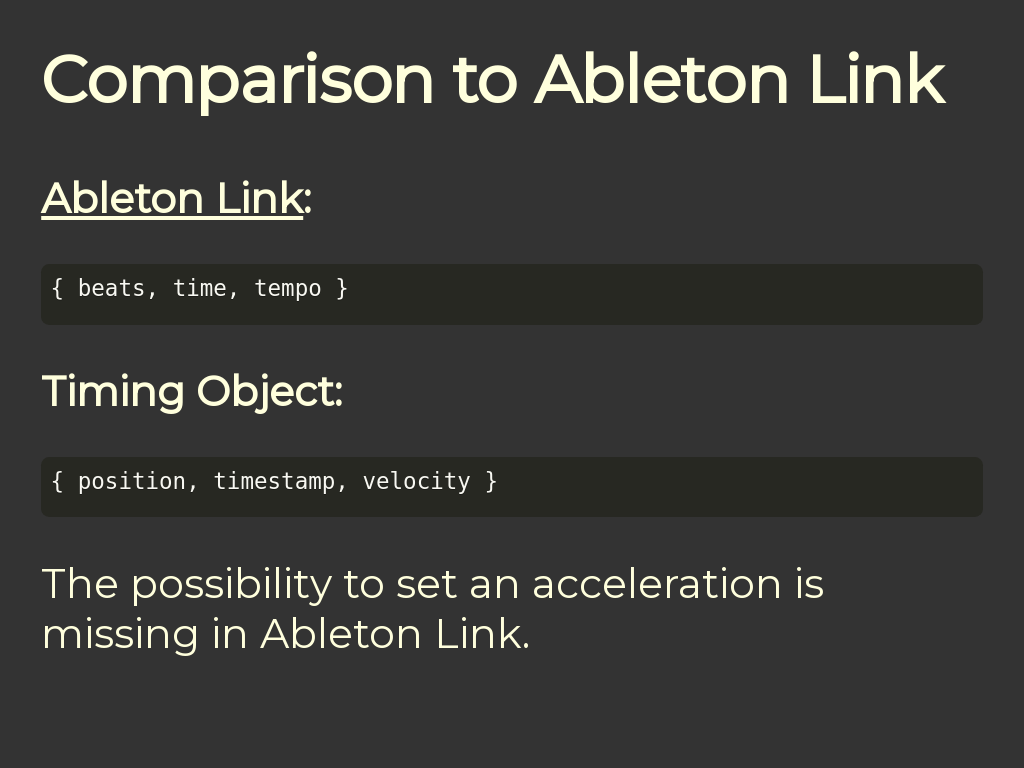 Comparison to Ableton Link
Ableton Link:
{ beats, time, tempo }
Timing Object:
{ position, timestamp, velocity }
The possibility to set an acceleration is
missing in Ableton Link.